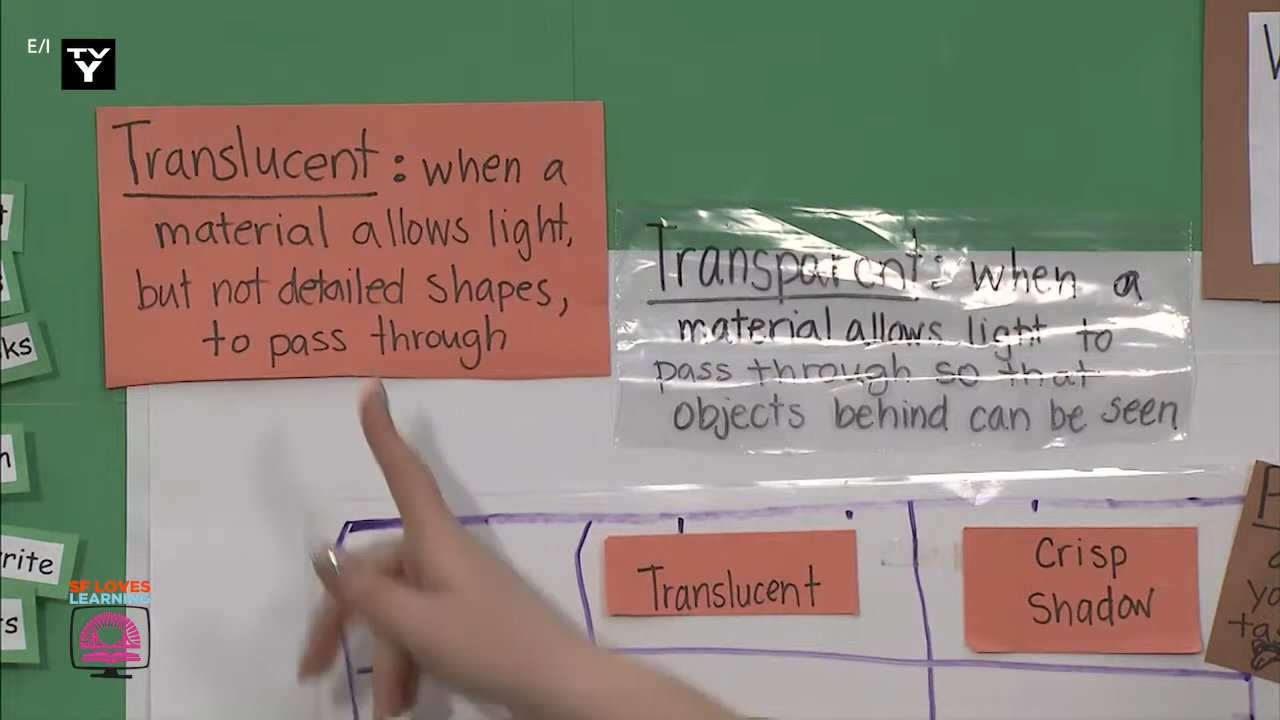 E/I
TV
Y
Translucent: when a
material allows light,
but not detailed shapes,
to pass through
Transparent: when a
material allows light to
pass through so that
objects behind can be seen
Translucent
Crisp
Shadow
ks
rite
s
SF LOVES
LEARNING